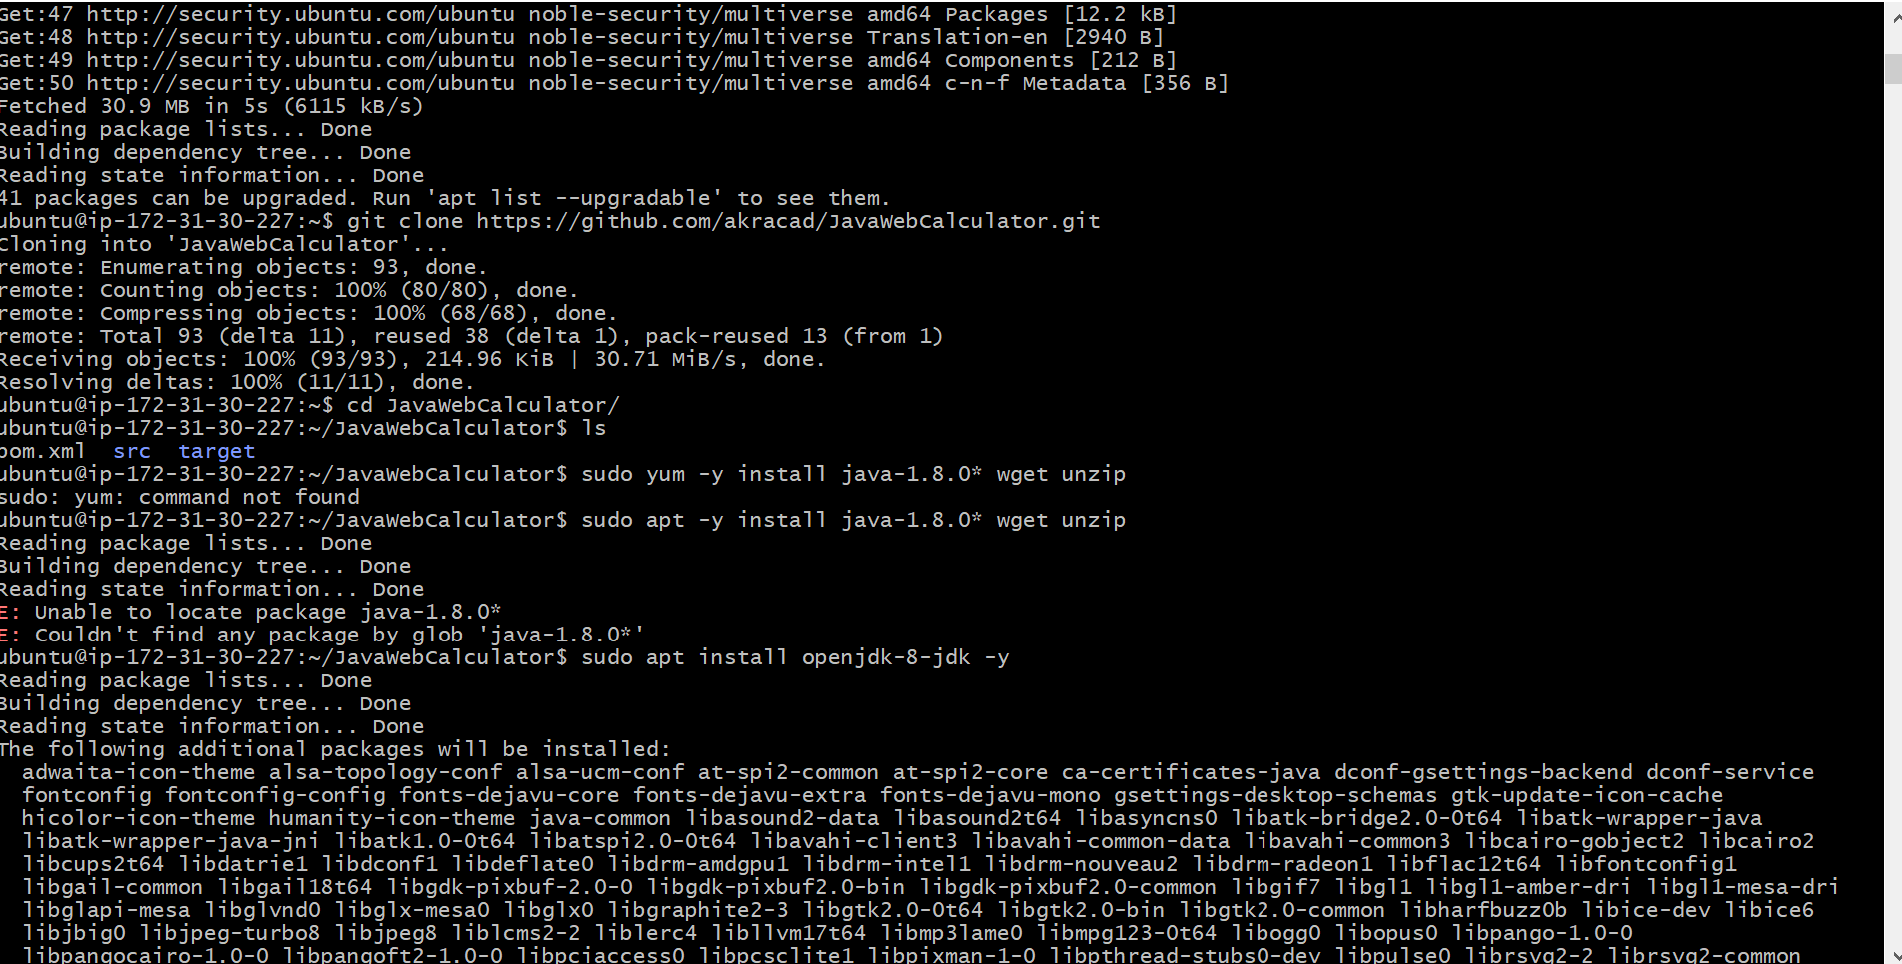 Get:47 http://security.ubuntu.com/ubuntu noble-security/multiverse amd64 Packages [12.2 kB]
Get:48 http://security.ubuntu.com/ubuntu noble-security/multiverse Translation-en [2940 B]
Get:49 http://security.ubuntu.com/ubuntu noble-security/multiverse amd64 Components [212 B]
Get:50 http://security.ubuntu.com/ubuntu noble-security/multiverse amd64 c-n-f Metadata [356 B]
Fetched 30.9 MB in 5s (6115 kB/s)
Reading package lists... Done
Building dependency tree... Done
Reading state information... Done
41 packages can be upgraded. Run 'apt list --upgradable' to see them.
ubuntu@ip-172-31-30-227:~$ git clone https://github.com/akracad/JavaWebCalculator.git
Cloning into 'JavaWebCalculator'...
remote: Enumerating objects: 93, done.
remote: Counting objects: 100% (80/80), done.
remote: Compressing objects: 100% (68/68), done.
remote: Total 93 (delta 11), reused 38 (delta 1), pack-reused 13 (from 1)
Receiving objects: 100% (93/93), 214.96 KiB | 30.71 MiB/s, done.
Resolving deltas: 100% (11/11), done.
ubuntu@ip-172-31-30-227:~$ cd JavaWebCalculator/
ubuntu@ip-172-31-30-227:~/JavaWebCalculator$ ls
pom.xml  src  target
ubuntu@ip-172-31-30-227:~/JavaWebCalculator$ sudo yum -y install java-1.8.0* wget unzip
sudo: yum: command not found
ubuntu@ip-172-31-30-227:~/JavaWebCalculator$ sudo apt -y install java-1.8.0* wget unzip
Reading package lists... Done
Building dependency tree... Done
Reading state information... Done
E: Unable to locate package java-1.8.0*
E: Couldn't find any package by glob 'java-1.8.0*'
ubuntu@ip-172-31-30-227:~/JavaWebCalculator$ sudo apt install openjdk-8-jdk -y
Reading package lists... Done
Building dependency tree... Done
Reading state information... Done
The following additional packages will be installed:
  adwaita-icon-theme alsa-topology-conf alsa-ucm-conf at-spi2-common at-spi2-core ca-certificates-java dconf-gsettings-backend dconf-service
  fontconfig fontconfig-config fonts-dejavu-core fonts-dejavu-extra fonts-dejavu-mono gsettings-desktop-schemas gtk-update-icon-cache
  hicolor-icon-theme humanity-icon-theme java-common libasound2-data libasound2t64 libasyncns0 libatk-bridge2.0-0t64 libatk-wrapper-java
  libatk-wrapper-java-jni libatk1.0-0t64 libatspi2.0-0t64 libavahi-client3 libavahi-common-data libavahi-common3 libcairo-gobject2 libcairo2
  libcups2t64 libdatrie1 libdconf1 libdeflate0 libdrm-amdgpu1 libdrm-intel1 libdrm-nouveau2 libdrm-radeon1 libflac12t64 libfontconfig1
  libgail-common libgail18t64 libgdk-pixbuf-2.0-0 libgdk-pixbuf2.0-bin libgdk-pixbuf2.0-common libgif7 libgl1 libgl1-amber-dri libgl1-mesa-dri
  libglapi-mesa libglvnd0 libglx-mesa0 libglx0 libgraphite2-3 libgtk2.0-0t64 libgtk2.0-bin libgtk2.0-common libharfbuzz0b libice-dev libice6
  libjbig0 libjpeg-turbo8 libjpeg8 liblcms2-2 liblerc4 libllvm17t64 libmp3lame0 libmpg123-0t64 libogg0 libopus0 libpango-1.0-0
  libpangocairo-1.0-0 libpangoft2-1.0-0 libpciaccess0 libpcsclite1 libpixman-1-0 libpthread-stubs0-dev libpulse0 librsvg2-2 librsvg2-common